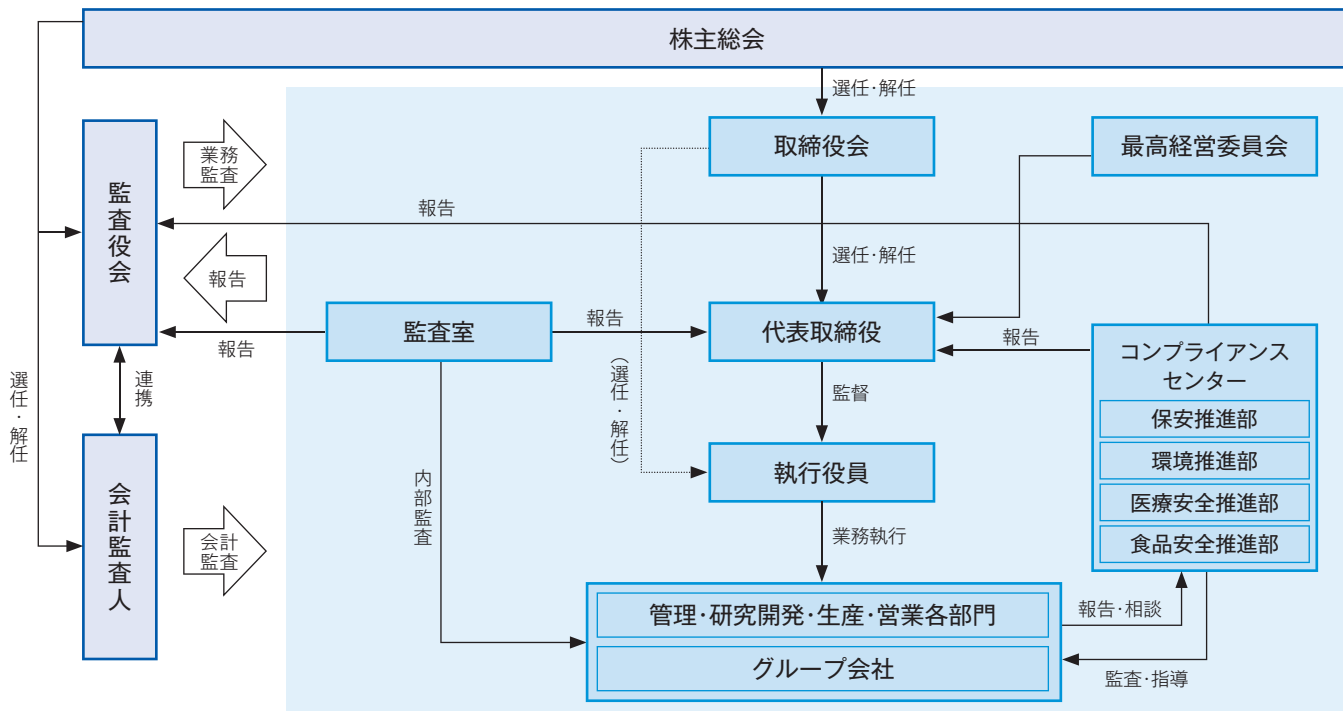 株主総会
選任・解任
取締役会
最高経営委員会
業務
監査
監査役会
報告
選任・解任
報告
監査室
報告
代表取締役
報告
報告
コンプライアンス
センター
保安推進部
環境推進部
医療安全推進部
食品安全推進部
選任・解任
連携
(選任・解任)
監督
執行役員
内部監査
会計監査人
会計
監査
業務執行
管理・研究開発・生産・営業各部門
グループ会社
報告・相談
監査・指導